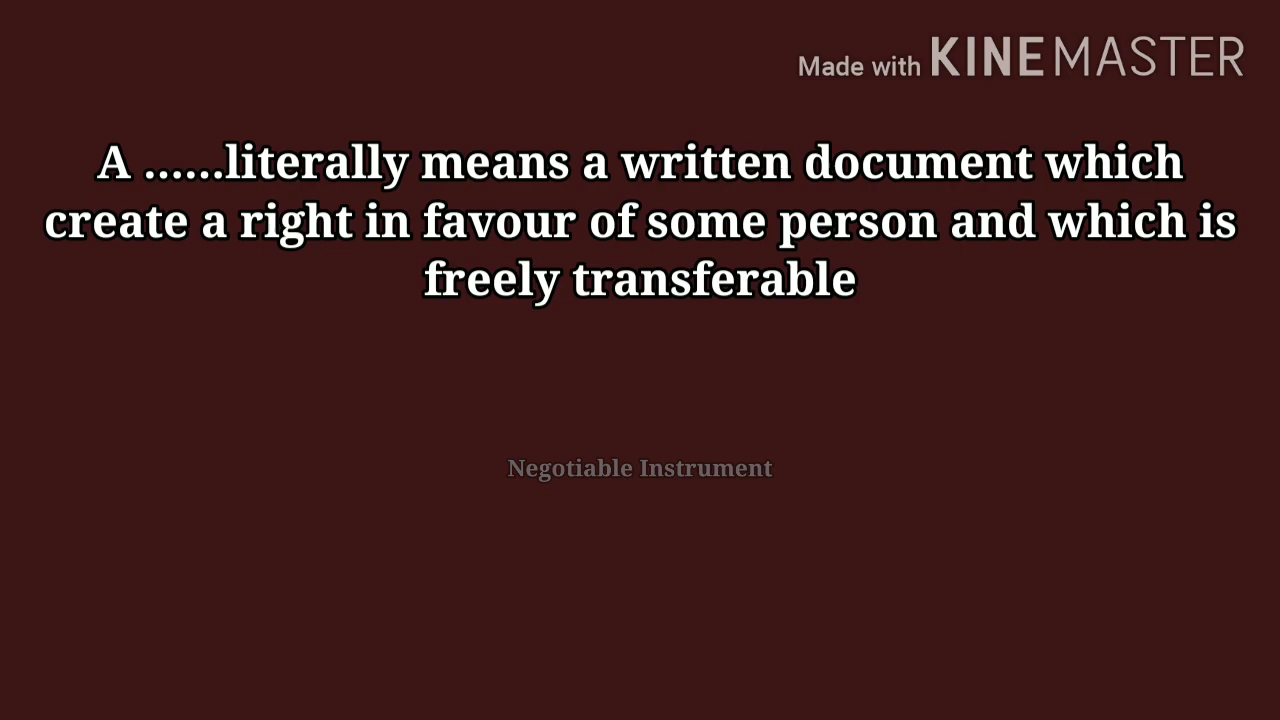 Made with KINEMASTER
A ......literally means a written document which
create a right in favour of some person and which is
freely transferable
Negotiable Instrument